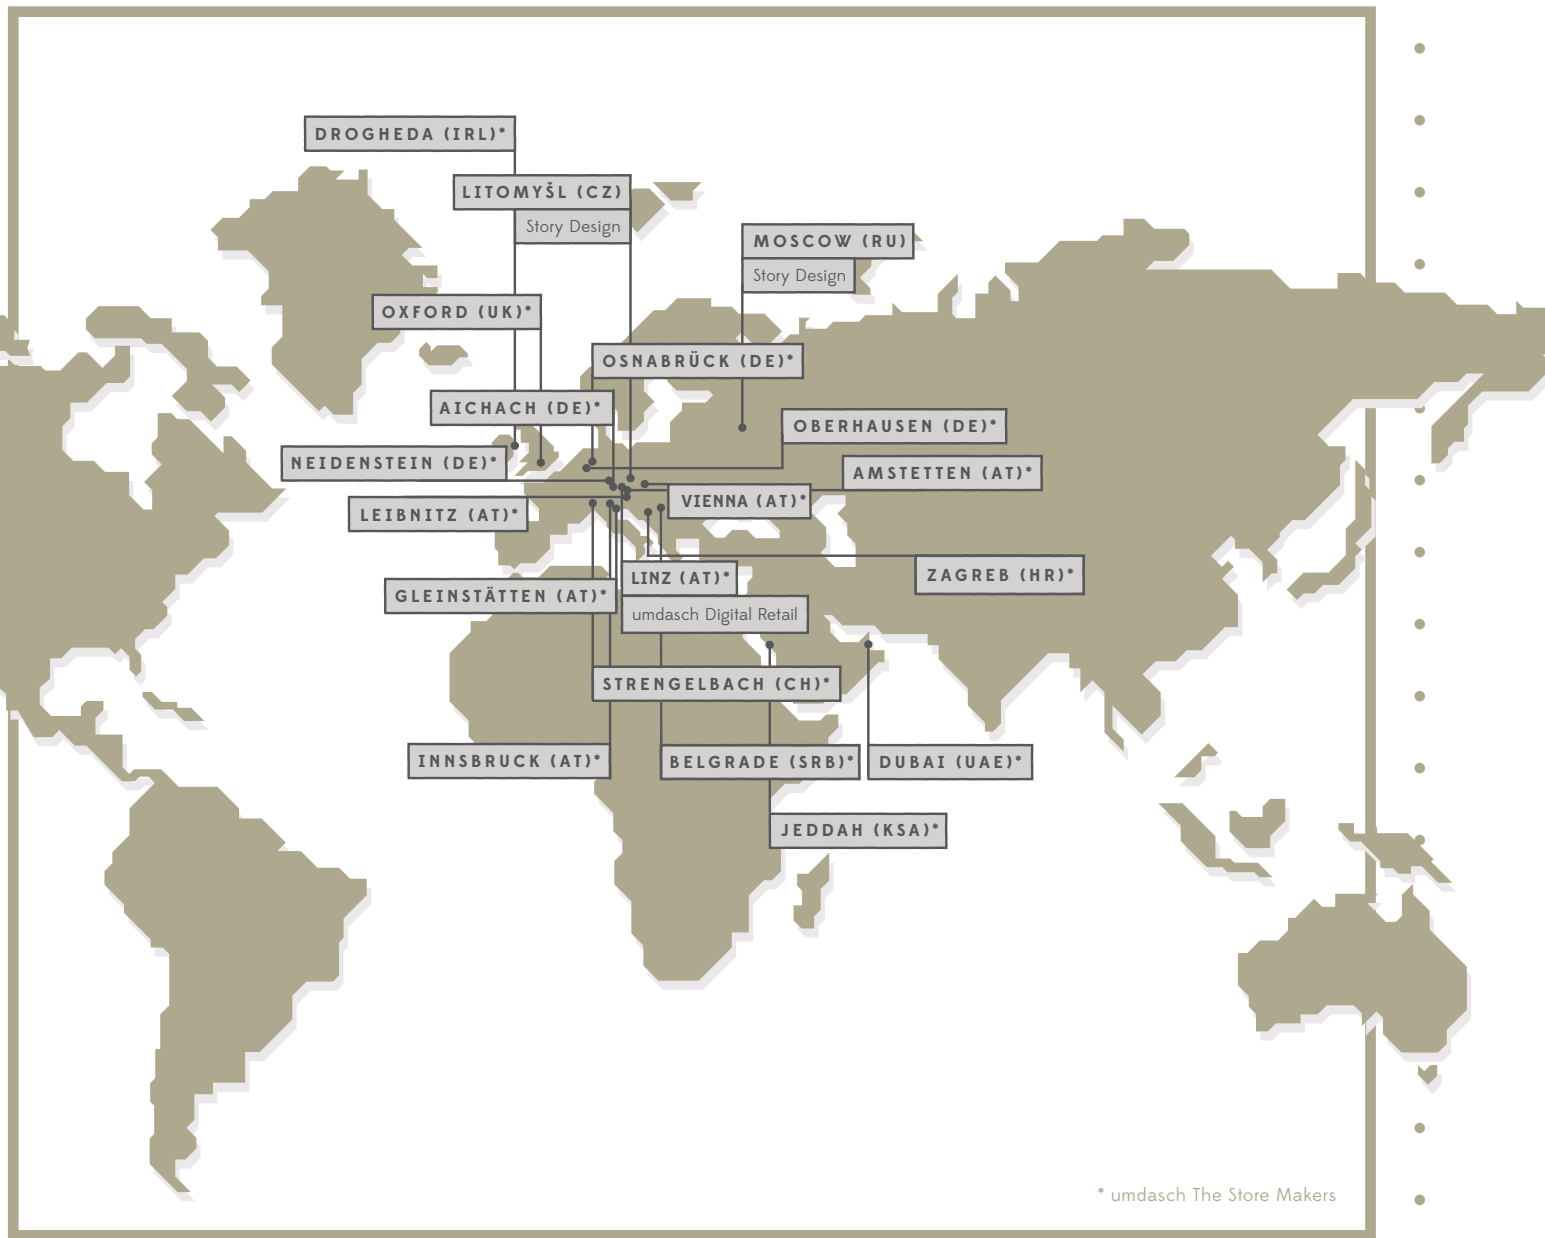 DROGHEDA (IRL)*
LITOMYŠL (CZ)
Story Design
MOSCOW (RU)
Story Design
OXFORD (UK)*
OSNABRÜCK (DE)*
AICHACH (DE)*
OBERHAUSEN (DE)*
NEIDENSTEIN (DE)*
AMSTETTEN (AT)*
VIENNA (AT)*
LEIBNITZ (AT)*
ZAGREB (HR)*
LINZ (AT)*
GLEINSTÄTTEN (AT)*
umdasch Digital Retail
STRENGELBACH (CH)*
INNSBRUCK (AT)*
BELGRADE (SRB)*
DUBAI (UAE)*
JEDDAH (KSA)*
* umdasch The Store Makers